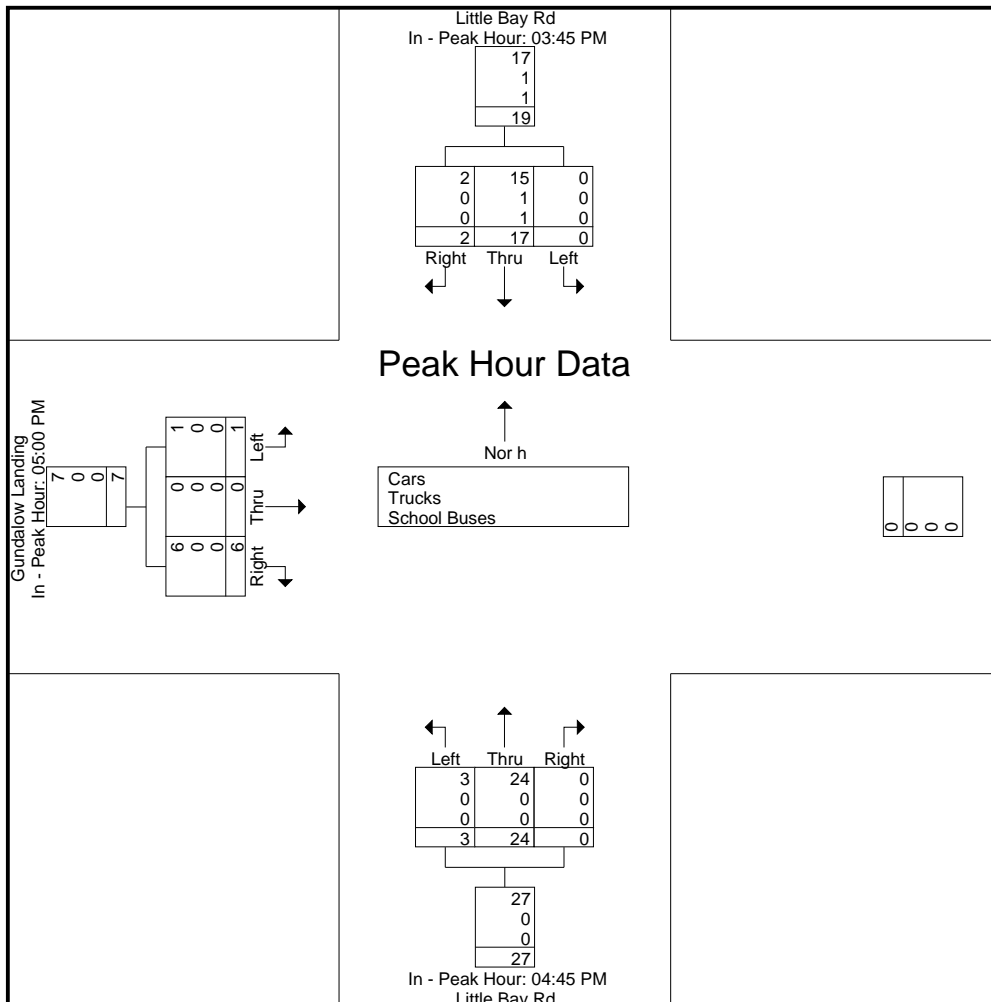 Little Bay Rd
In - Peak Hour: 03:45 PM
17
1
1
19
2 15 0
0 1 0
0 1 0
2 17 0
Right Thru Left
Peak Hour Data
Nor h
Cars
Trucks
School Buses
Gundalow Landing
In - Peak Hour: 05:00 PM
7
0
0
7
1 0 0 1
Left
0 0 0 0
Thru
6 0 0 6
Right
0
0
0
0
Left Thru Right
3 24 0
0 0 0
0 0 0
3 24 0
27
0
0
27
In - Peak Hour: 04:45 PM
Little Bay Rd